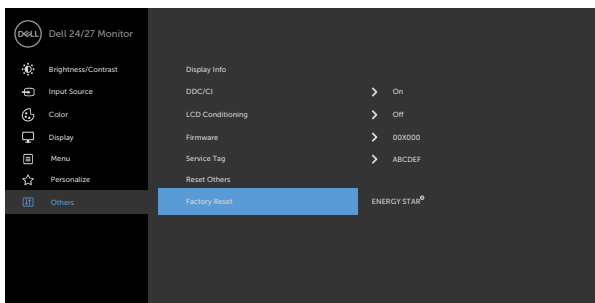 DELL Dell 24/27 Monitor
Brightness/Contrast Display Info
Input Source DDC/CI On
Color LCD Conditioning Off
Display Firmware 00X000
Menu Service Tag ABCDEF
Personalize Reset Others
Others Factory Reset ENERGY STAR®